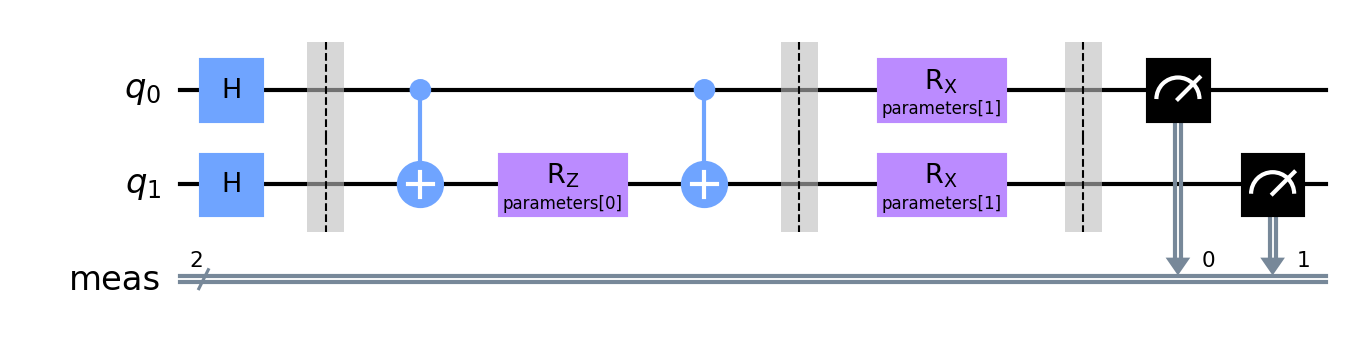 q0 H RX parameters[1]
q1 H RZ parameters[0] RX parameters[1]
meas 2 0 1